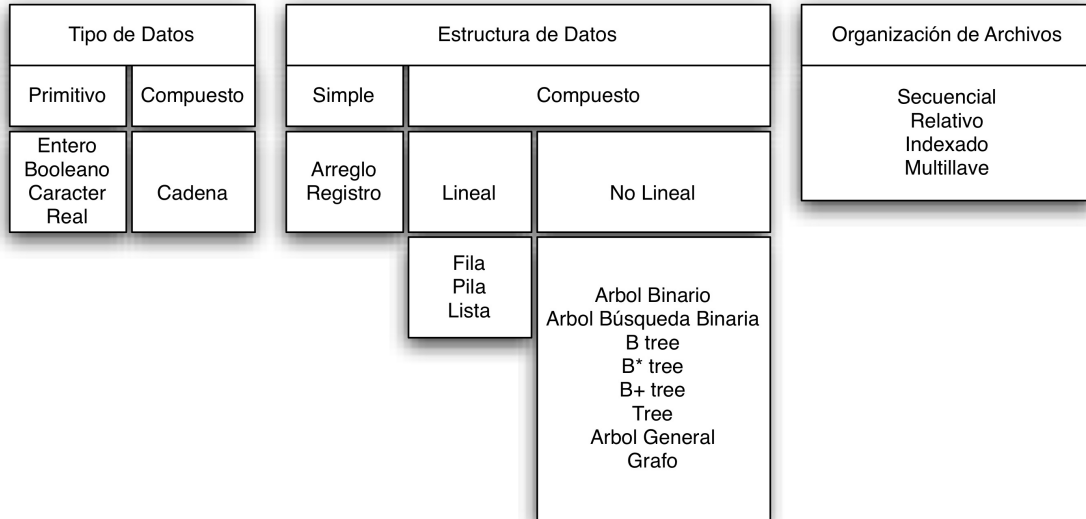 Tipo de Datos
Primitivo
Compuesto
Entero
Booleano
Caracter
Real
Cadena
Estructura de Datos
Simple
Compuesto
Arreglo
Registro
Lineal
No Lineal
Fila
Pila
Lista
Arbol Binario
Arbol Búsqueda Binaria
B tree
B* tree
B+ tree
Tree
Arbol General
Grafo
Organización de Archivos
Secuencial
Relativo
Indexado
Multillave